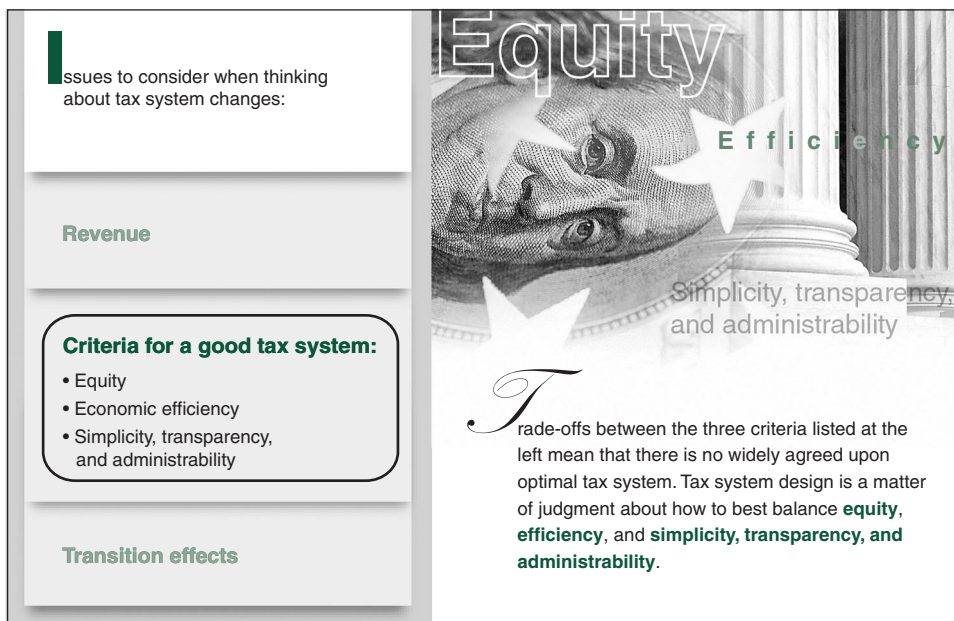 Issues to consider when thinking
about tax system changes:
Revenue
Criteria for a good tax system:
• Equity
• Economic efficiency
• Simplicity, transparency,
and administrability
Transition effects
Equity
Efficiency
Simplicity, transparency,
and administrability
Trade-offs between the three criteria listed at the
left mean that there is no widely agreed upon
optimal tax system. Tax system design is a matter
of judgment about how to best balance equity,
efficiency, and simplicity, transparency, and
administrability.